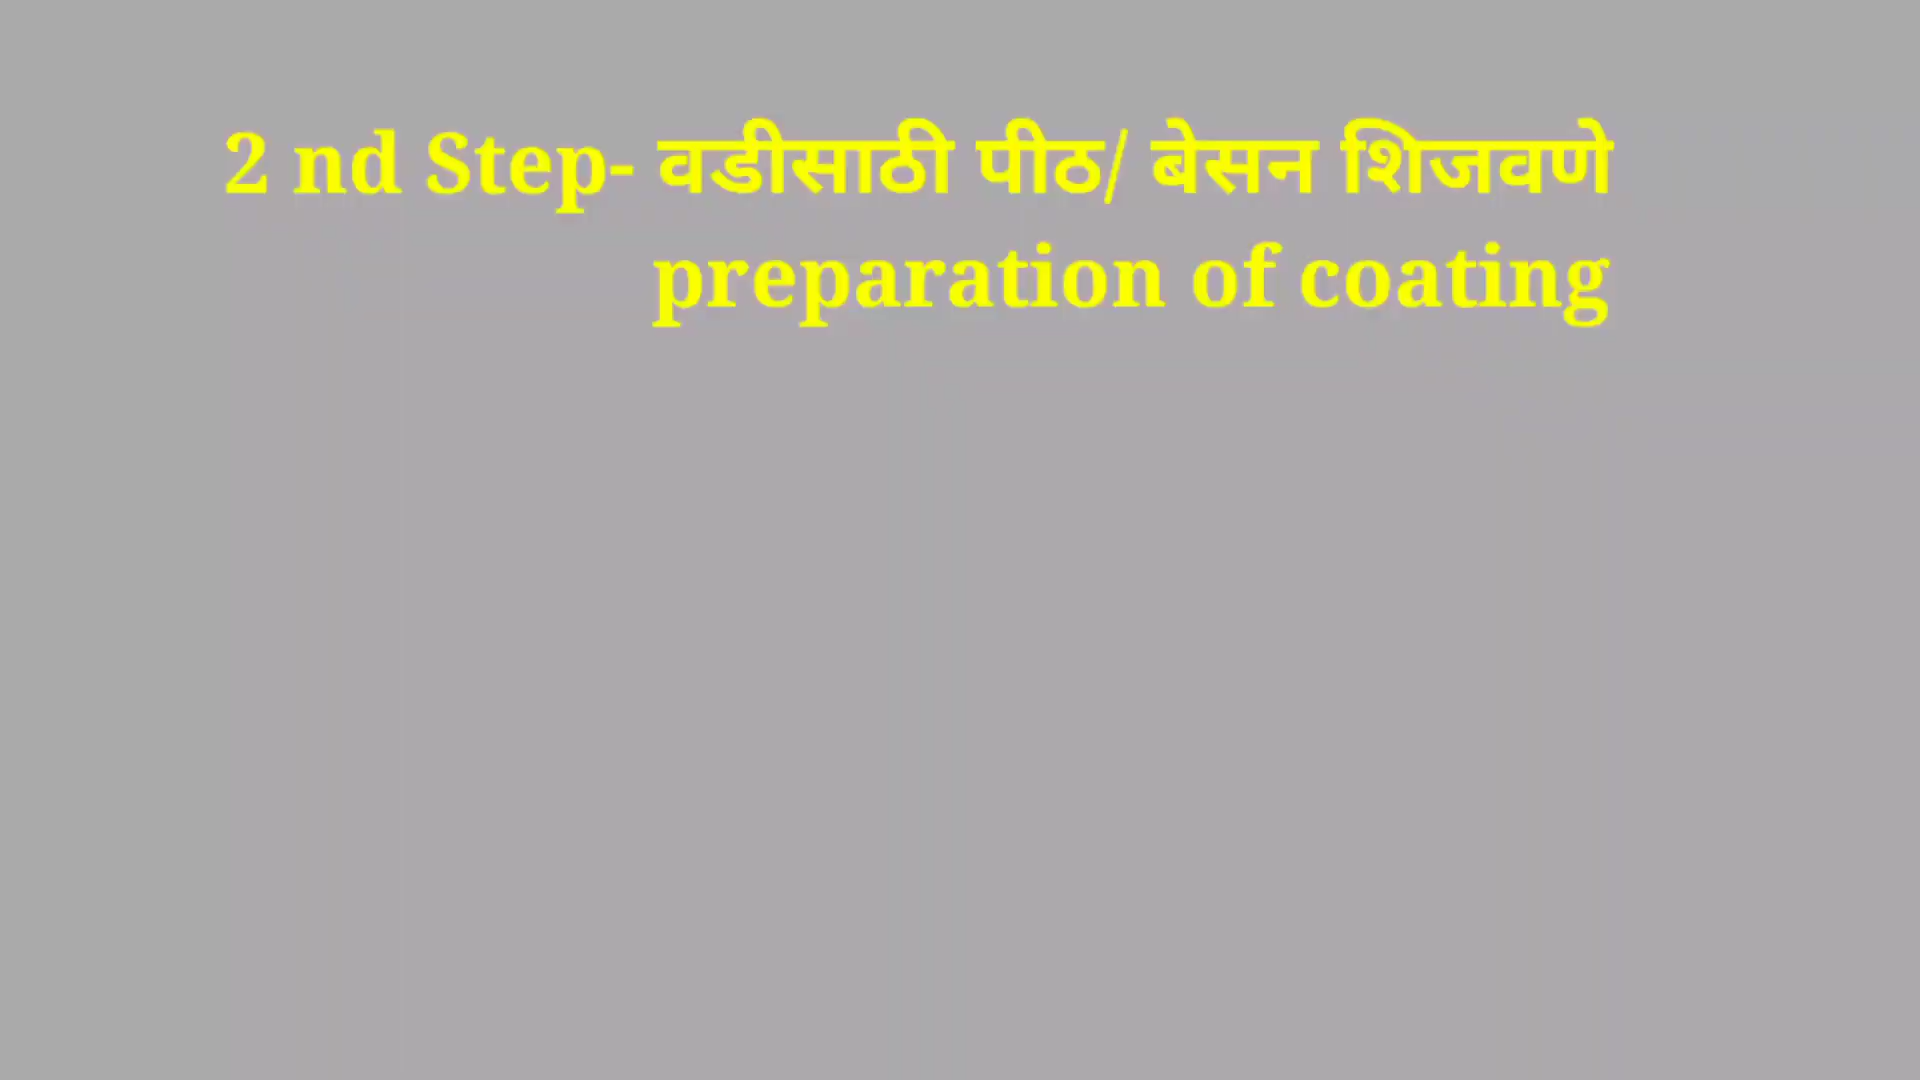 2 nd Step- वडीसाठी पीठ/ बेसन शिजवणे
preparation of coating